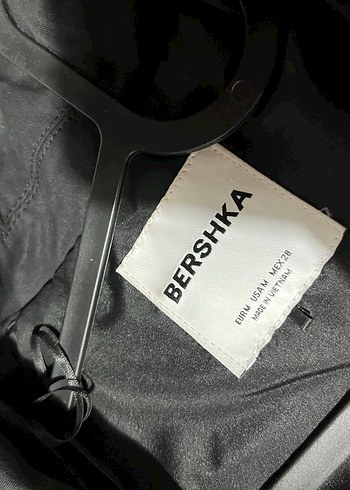 BERSHKA
EUR M USA M MEX 28
MADE IN VIETNAM